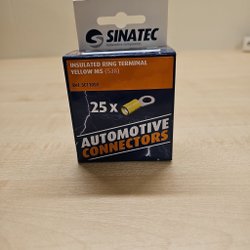 SINATEC
INSULATED RING TERMINAL
YELLOW M5
25 x
AUTOMOTIVE
CONNECTORS